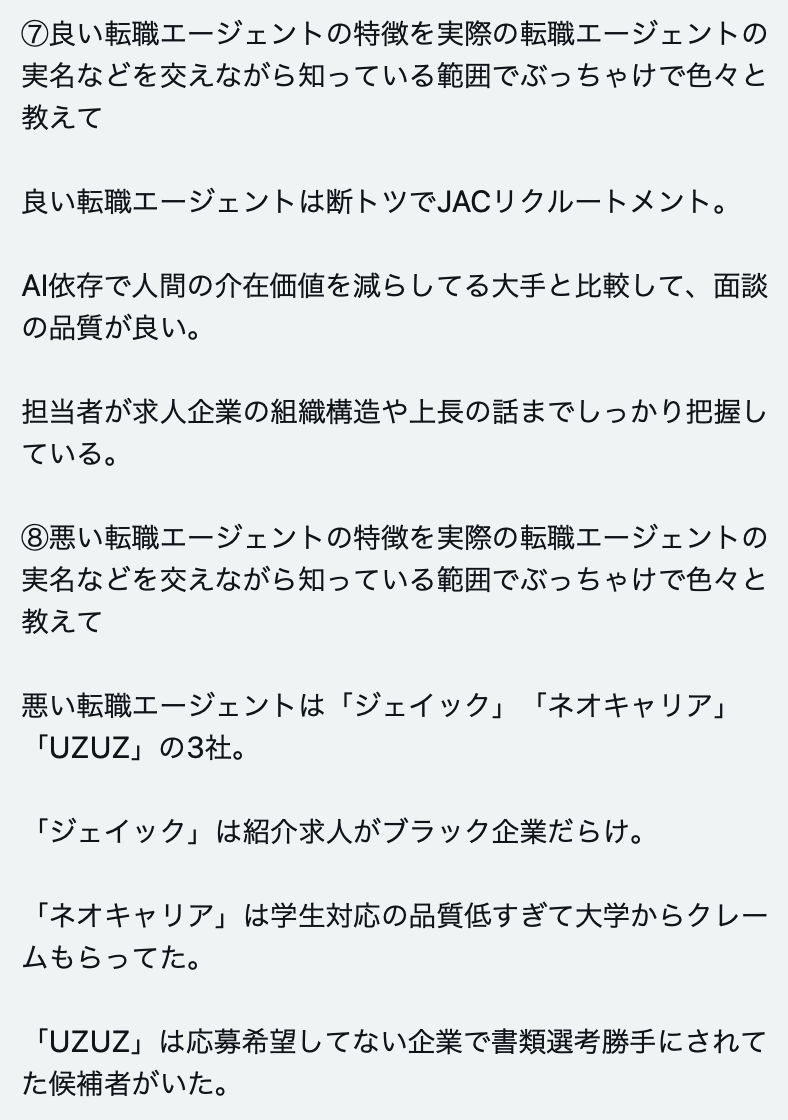 ⑦良い転職エージェントの特徴を実際の転職エージェントの
実名などを交えながら知っている範囲でぶっちゃけで色々と
教えて
良い転職エージェントは断トツでJACリクルートメント。
AI依存で人間の介在価値を減らしてる大手と比較して、面談
の品質が良い。
担当者が求人企業の組織構造や上長の話までしっかり把握し
ている。
⑧悪い転職エージェントの特徴を実際の転職エージェントの
実名などを交えながら知っている範囲でぶっちゃけで色々と
教えて
悪い転職エージェントは「ジェイック」「ネオキャリア」
「UZUZ」の3社。
「ジェイック」は紹介求人がブラック企業だらけ。
「ネオキャリア」は学生対応の品質低すぎて大学からクレー
ムもらってた。
「UZUZ」は応募希望してない企業で書類選考勝手にされて
た候補者がいた。